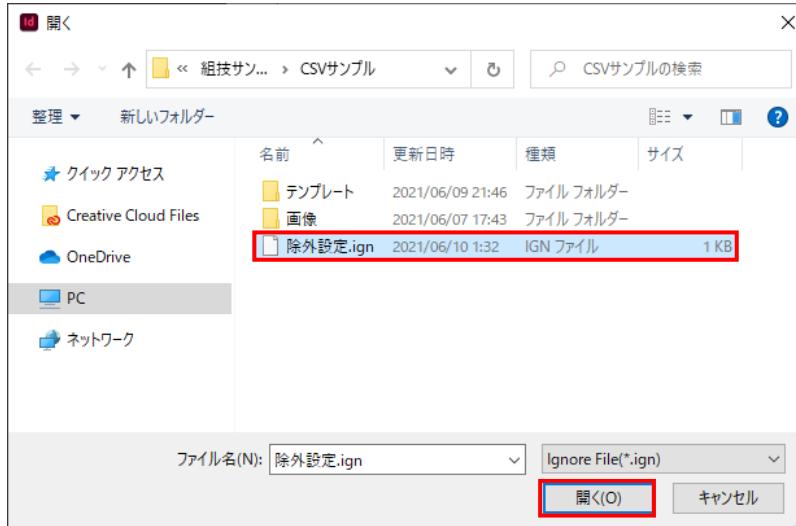 Id 開く
« 組技サン... › CSVサンプル CSVサンプルの検索
整理 新しいフォルダー
名前 更新日時 種類 サイズ
クイック アクセス
Creative Cloud Files
OneDrive
PC
ネットワーク
テンプレート 2021/06/09 21:46 ファイル フォルダー
画像 2021/06/07 17:43 ファイル フォルダー
除外設定.ign 2021/06/10 1:32 IGN ファイル 1 KB
ファイル名(N): 除外設定.ign Ignore File(*.ign)
開く(O) キャンセル